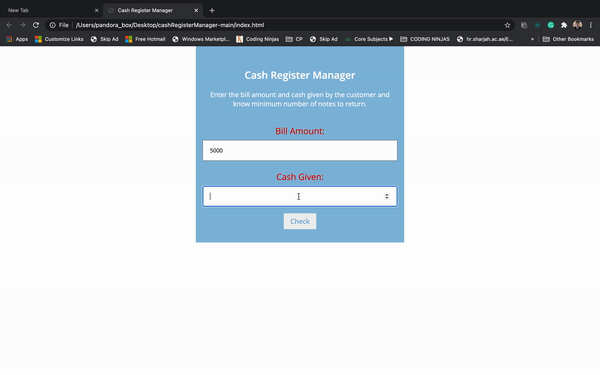 New Tab
Cash Register Manager
File /Users/pandora_box/Desktop/cashRegisterManager-main/index.html
Apps Customize Links Skip Ad Free Hotmail Windows Marketpl... Coding Ninjas CP Skip Ad Core Subjects ▶ CODING NINJAS hr.sharjah.ac.ae/E... » Other Bookmarks
Cash Register Manager
Enter the bill amount and cash given by the customer and
know minimum number of notes to return.
Bill Amount:
5000
Cash Given:
Check